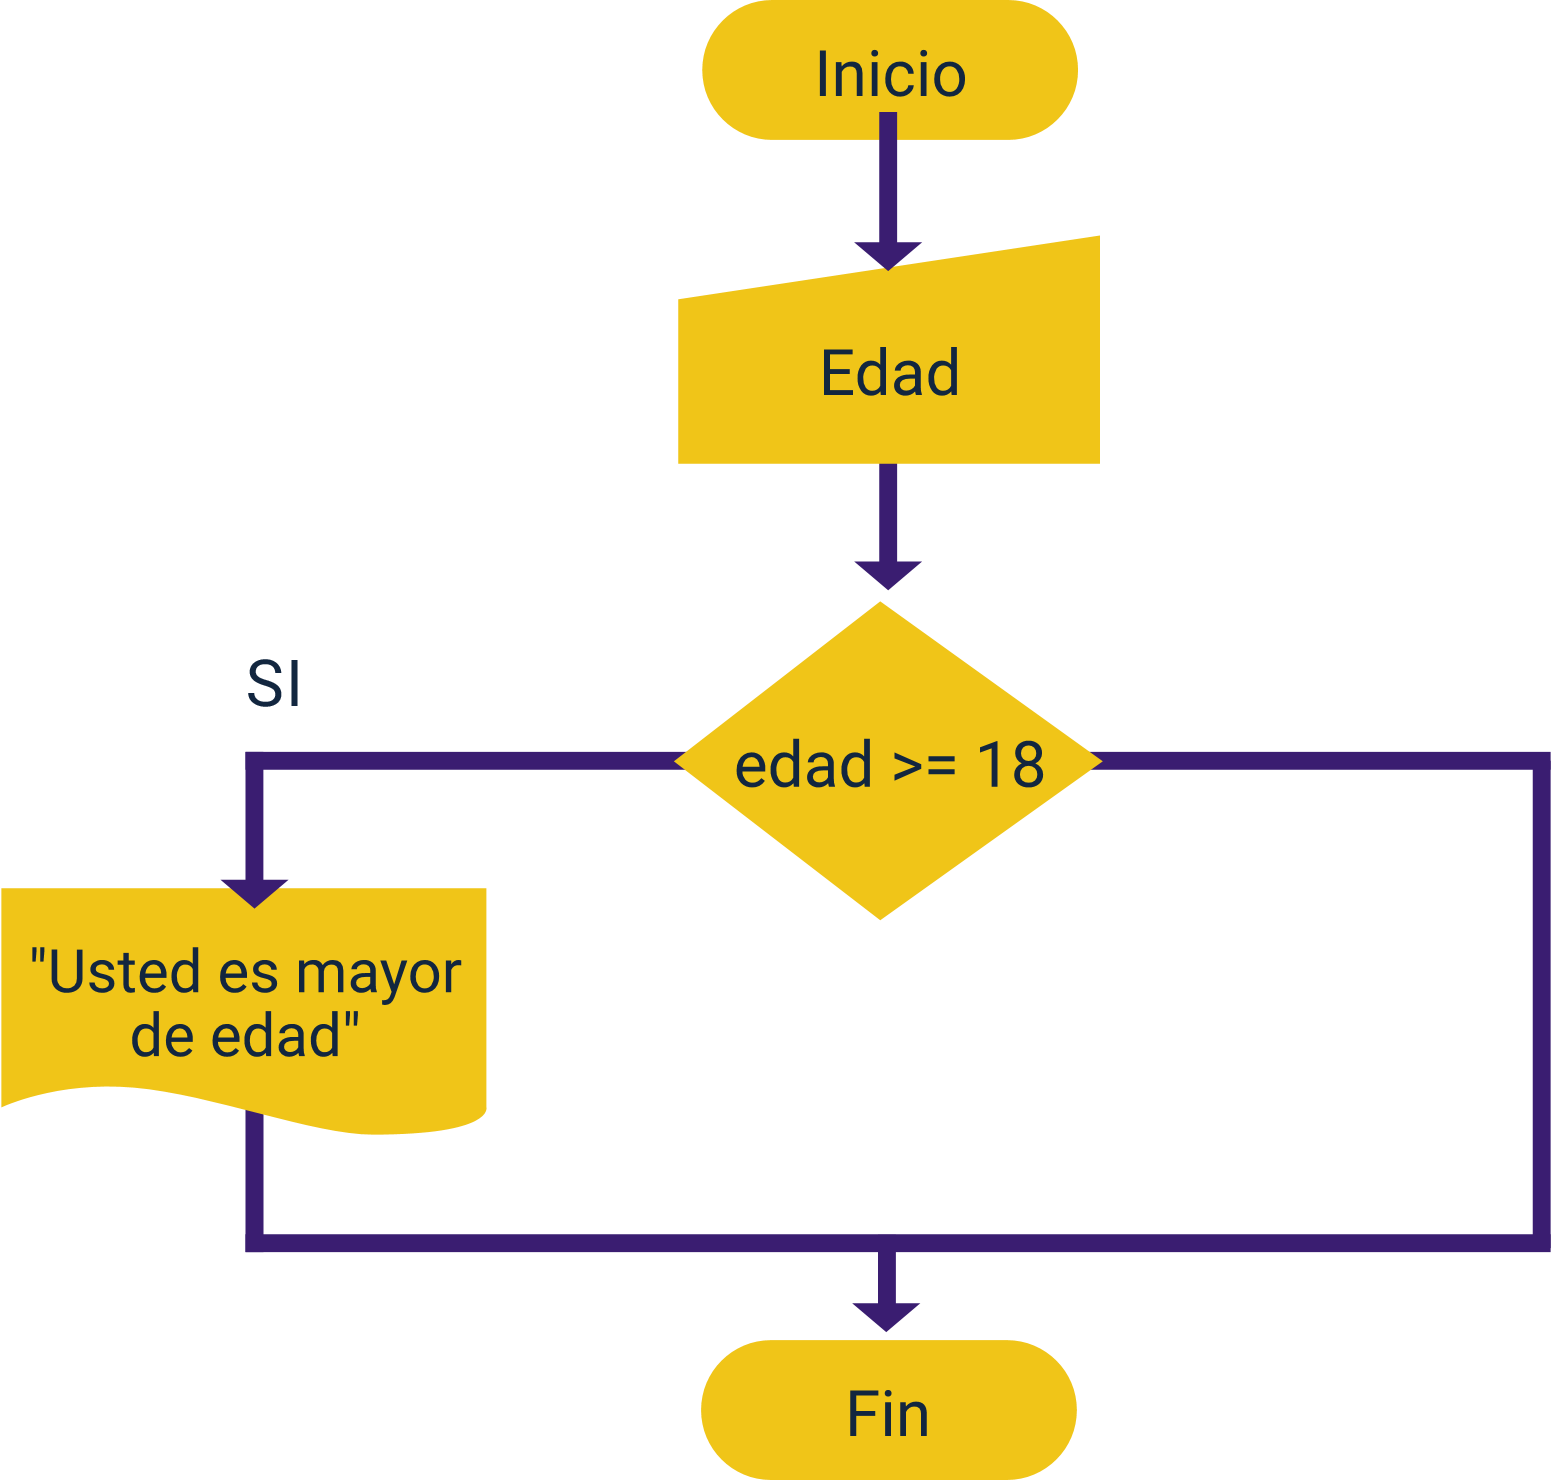 Inicio
Edad
SI
edad >= 18
"Usted es mayor
de edad"
Fin